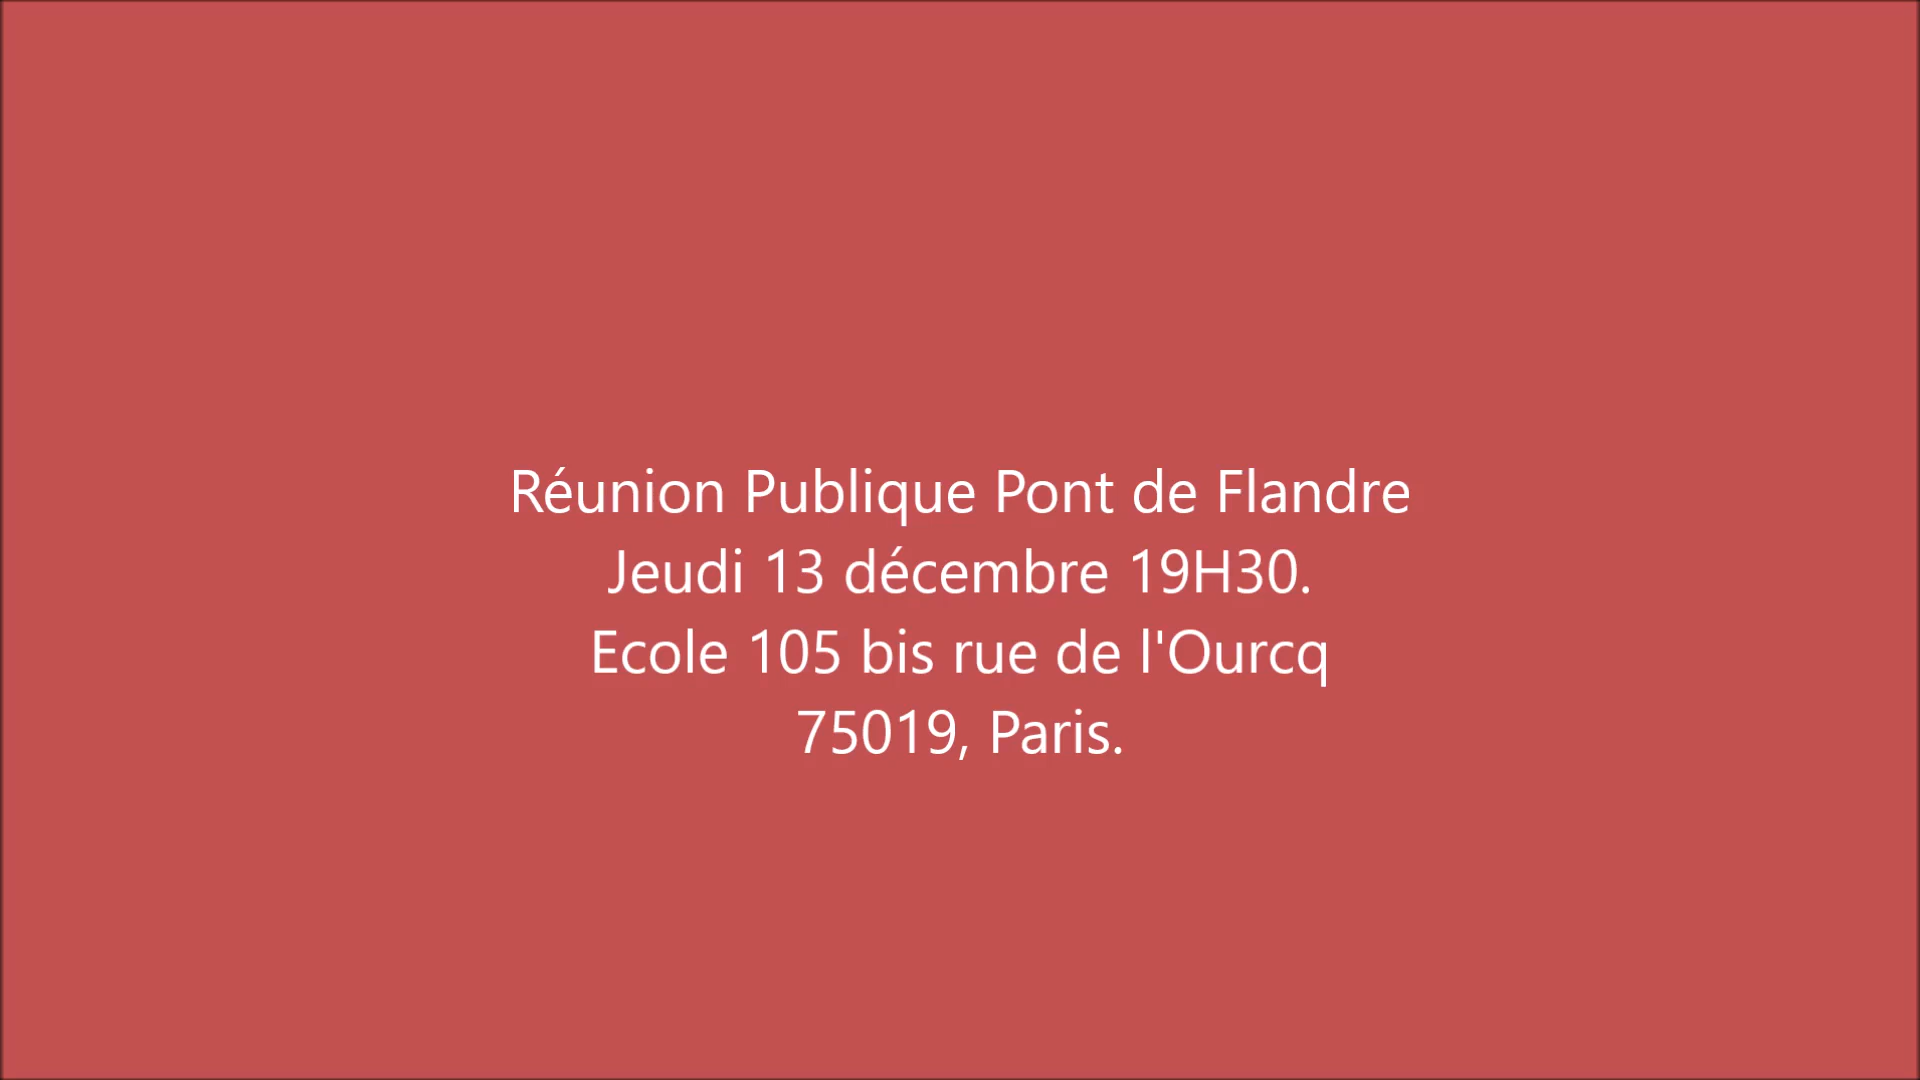 Réunion Publique Pont de Flandre
Jeudi 13 décembre 19H30.
Ecole 105 bis rue de l'Ourcq
75019, Paris.